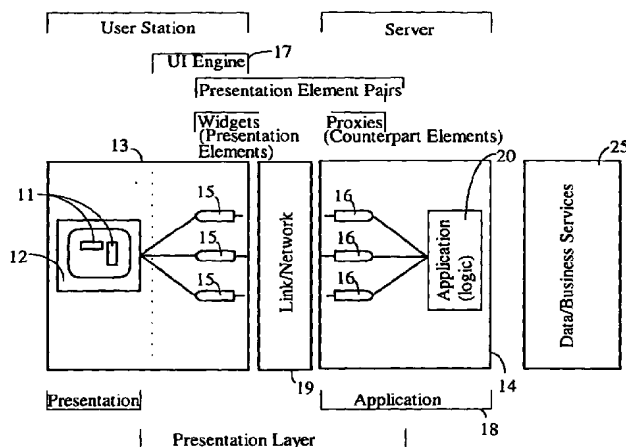 User Station
Server
UI Engine
17
Presentation Element Pairs
Widgets
(Presentation
Elements)
Proxies
(Counterpart Elements)
13
20
25
11
15
16
12
15
16
15
16
Link/Network
Application
(logic)
Data/Business Services
19
14
Presentation
Application
18
Presentation Layer